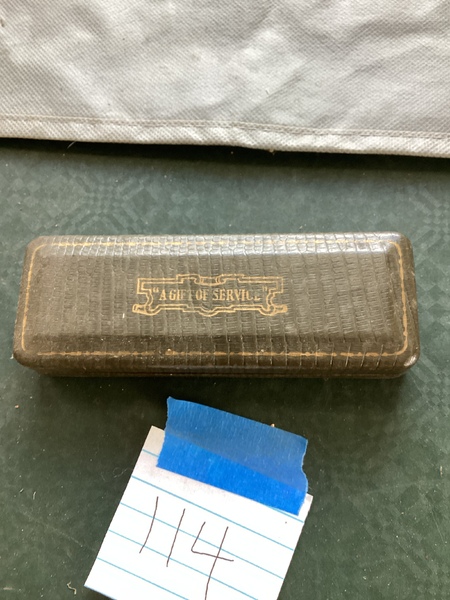 "A GIFT OF SERVICE"
114